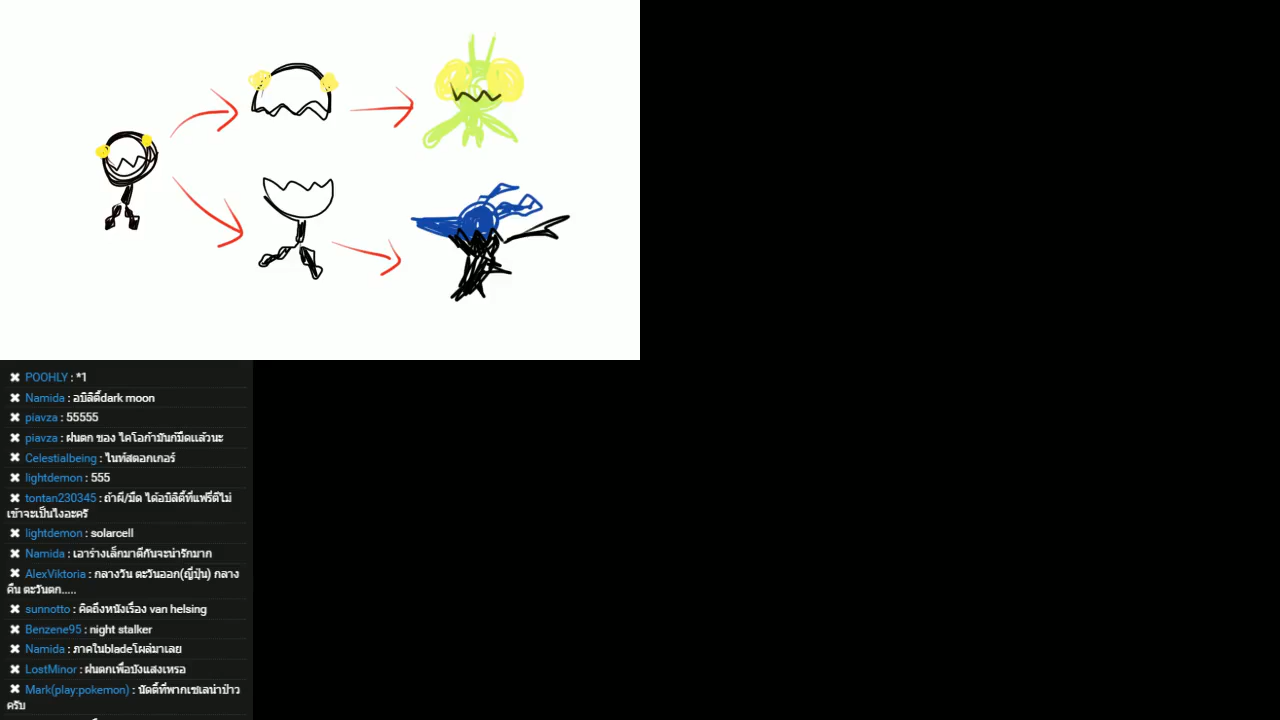 POOHLY : *1
Namida : อบิลิตี้dark moon
piavza : 55555
piavza : ฝนตก ของ ไคโอก้ามันก้มืดแล้วนะ
Celestialbeing : ไนท์สตอกเกอร์
lightdemon : 555
tontan230345 : ถ้าผี/มืด ได้อบิลิตี้ที่แฟรี่ตีไม่
เข้าจะเป็นไงอะครั
lightdemon : solarcell
Namida : เอาร่างเล็กมาตีกันจะน่ารักมาก
AlexViktoria : กลางวัน ตะวันออก(ญี่ปุ่น) กลาง
คืน ตะวันตก.....
sunnotto : คิดถึงหนังเรื่อง van helsing
Benzene95 : night stalker
Namida : ภาคในbladeโผล่มาเลย
LostMinor : ฝนตกเพื่อบังแสงเหรอ
Mark(play:pokemon) : นัดตี้ที่พากเซเลน่าป่าว
ครับ